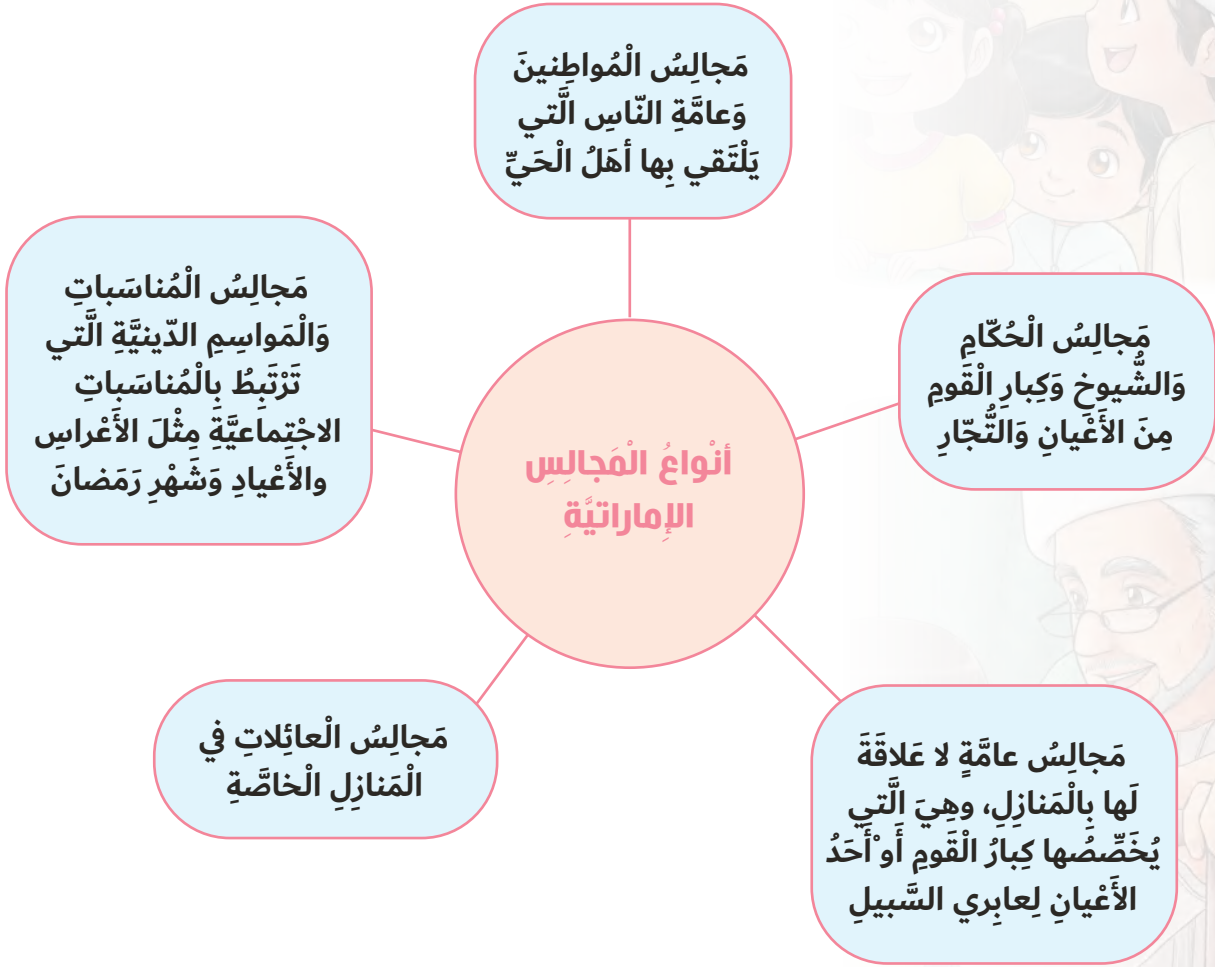 مَجالِسُ الْمُواطِنينَ
وَعامَّةِ النّاسِ الَّتي
يَلْتَقي بِها أهَلُ الْحَيِّ
مَجالِسُ الْحُكّامِ
وَالشُّيوخِ وَكِبارِ الْقَومِ
مِنَ الأَعْيانِ وَالتُّجّارِ
مَجالِسُ الْمُناسَباتِ
وَالْمَواسِمِ الدّينيَّةِ الَّتي
تَرْتَبِطُ بِالْمُناسَباتِ
الاجْتِماعيَّةِ مِثْلَ الأَعْراسِ
والأَعْيادِ وَشَهْرِ رَمَضانَ
أنْواعُ الْمَجالِسِ
الإماراتيَّةِ
مَجالِسُ عامَّةٍ لا عَلاقَةَ
لَها بِالْمَنازِلِ، وهِيَ الَّتي
يُخَصِّصُها كِبارُ الْقَومِ أَو ْأَحَدُ
الأَعْيانِ لِعابِري السَّبيلِ
مَجالِسُ الْعائِلاتِ في
الْمَنازِلِ الْخاصَّةِ